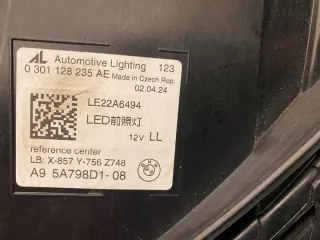 AL Automotive Lighting 123
0 301 128 235 AE Made in Czech Rep.
02.04.24
LE22A6494
LED前照灯
12V LL
reference center
LB: X-857 Y-756 Z748
A9 5A798D1-08
BMW